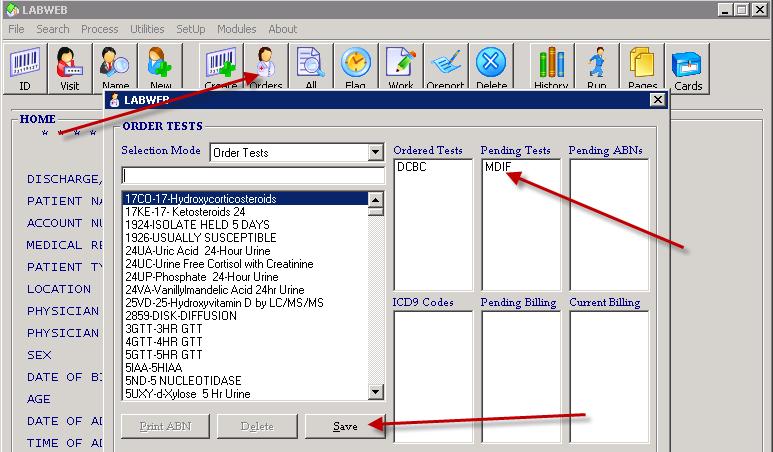 LABWEB
File Search Process Utilities SetUp Modules About
ID Visit Name New Create Orders All Flag Work Oreport Delete History Run Pages Cards
LABWEB
HOME
* * * *
DISCHARGE,
PATIENT NA
ACCOUNT NU
MEDICAL RE
PATIENT TY
LOCATION
PHYSICIAN
PHYSICIAN
SEX
DATE OF BI
AGE
DATE OF AD
TIME OF AD
ORDER TESTS
Selection Mode Order Tests
17CO-17-Hydroxycorticosteroids
17KE-17- Ketosteroids 24
1924-ISOLATE HELD 5 DAYS
1926-USUALLY SUSCEPTIBLE
24UA-Uric Acid 24-Hour Urine
24UC-Urine Free Cortisol with Creatinine
24UP-Phosphate 24-Hour Urine
24VA-Vanillylmandelic Acid 24hr Urine
25VD-25-Hydroxyvitamin D by LC/MS/MS
2859-DISK-DIFFUSION
3GTT-3HR GTT
4GTT-4HR GTT
5GTT-5HR GTT
5IAA-5HIAA
5ND-5 NUCLEOTIDASE
5UXY-d-Xylose 5 Hr Urine
Print ABN Delete Save
Ordered Tests Pending Tests Pending ABNs
DCBC MDIF
ICD9 Codes Pending Billing Current Billing